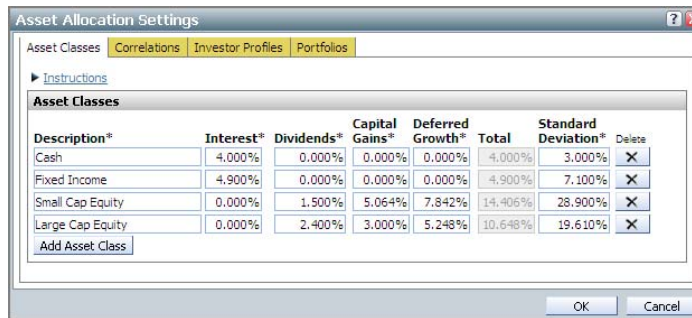 Asset Allocation Settings ?
Asset Classes Correlations Investor Profiles Portfolios
Instructions
Asset Classes
Description* Interest* Dividends* Capital Gains* Deferred Growth* Total Standard Deviation* Delete
Cash 4.000% 0.000% 0.000% 0.000% 4.000% 3.000% X
Fixed Income 4.900% 0.000% 0.000% 0.000% 4.900% 7.100% X
Small Cap Equity 0.000% 1.500% 5.064% 7.842% 14.406% 28.900% X
Large Cap Equity 0.000% 2.400% 3.000% 5.248% 10.648% 19.610% X
Add Asset Class
OK Cancel